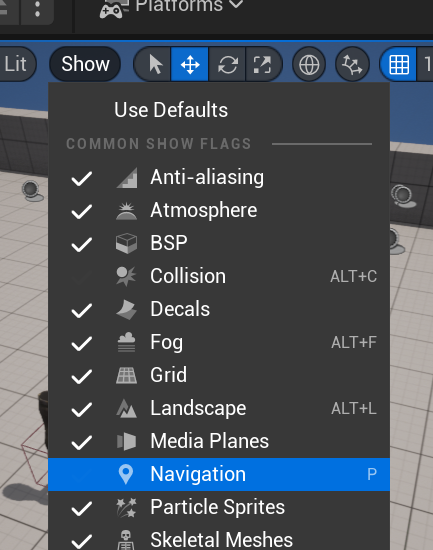 Platforms
Lit
Show
1
Use Defaults
COMMON SHOW FLAGS
Anti-aliasing
Atmosphere
BSP
Collision ALT+C
Decals
Fog ALT+F
Grid
Landscape ALT+L
Media Planes
Navigation P
Particle Sprites
Skeletal Meshes